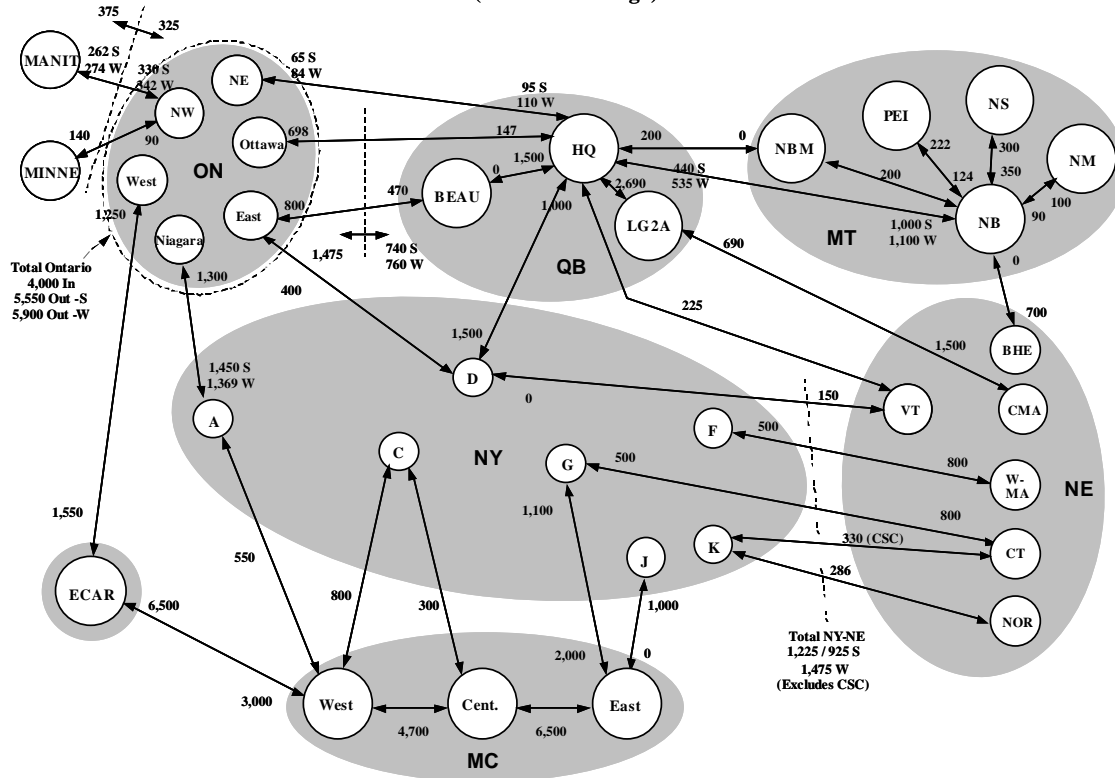 375
325
MANIT
262 S
274 W
330 S
342 W
NE
65 S
84 W
95 S
110 W
NW
140
90
MINNE
Ottawa
698
147
HQ
200
0
NBM
PEI
NS
NM
222
300
200
124
350
100
90
NB
ON
West
1,250
East
800
470
BEAU
0
1,500
2,690
440 S
535 W
1,000
LG2A
QB
MT
1,000 S
1,100 W
0
Niagara
1,300
Total Ontario
4,000 In
5,550 Out -S
5,900 Out -W
1,475
740 S
760 W
690
400
225
700
BHE
1,500
1,500
1,450 S
1,369 W
D
0
150
VT
CMA
A
F
500
C
NY
G
500
800
W-
MA
NE
1,100
800
1,550
K
330 (CSC)
CT
550
J
286
ECAR
6,500
800
300
1,000
NOR
Total NY-NE
1,225 / 925 S
1,475 W
(Excludes CSC)
2,000
0
3,000
West
Cent.
East
4,700
6,500
MC